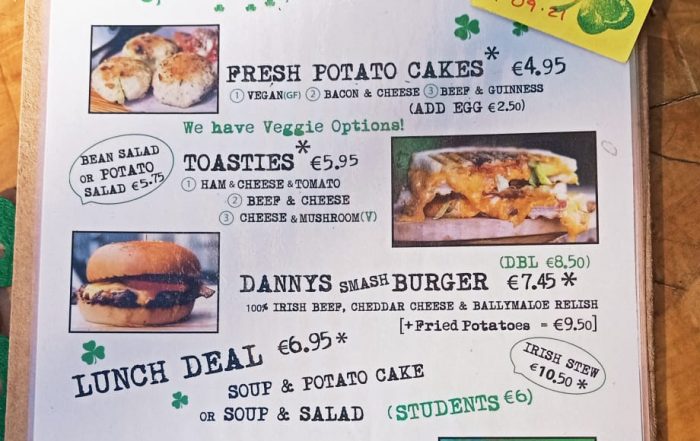 09.21
FRESH POTATO CAKES* €4.95
① VEGAN(GF) ② BACON & CHEESE ③ BEEF & GUINNESS
(ADD EGG €2.50)
We have Veggie Options!
BEAN SALAD
OR POTATO
SALAD €5.75
TOASTIES* €5.95
① HAM & CHEESE & TOMATO
② BEEF & CHEESE
③ CHEESE & MUSHROOM(V)
(DBL €8.50)
DANNYS SMASH BURGER €7.45 *
100% IRISH BEEF, CHEDDAR CHEESE & BALLYMALOE RELISH
[+Fried Potatoes = €9.50]
LUNCH DEAL €6.95 *
SOUP & POTATO CAKE
OR SOUP & SALAD (STUDENTS €6)
IRISH STEW
€10.50 *